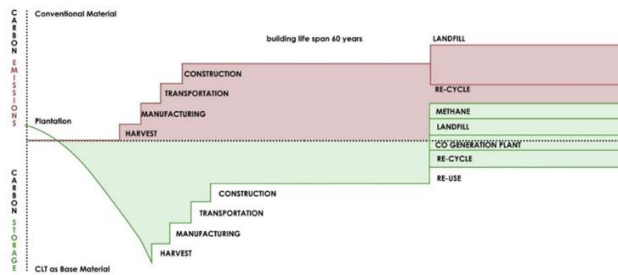 CARBON EMISSIONS
Conventional Material
building life span 60 years
LANDFILL
CONSTRUCTION
TRANSPORTATION
RE-CYCLE
MANUFACTURING
METHANE
Plantation
HARVEST
LANDFILL
CO GENERATION PLANT
RE-CYCLE
CARBON STORAGE
RE-USE
CONSTRUCTION
TRANSPORTATION
MANUFACTURING
HARVEST
CLT as Base Material